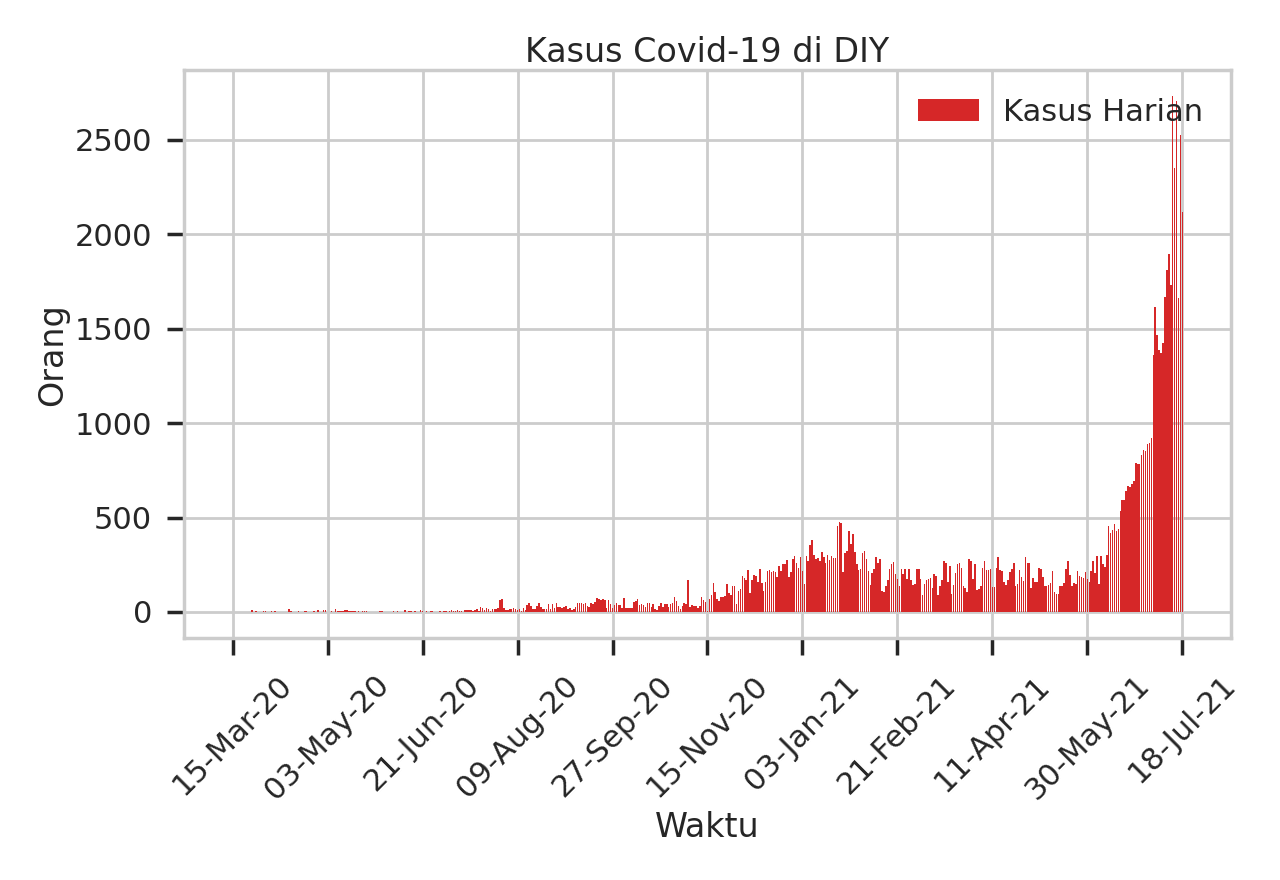 Kasus Covid-19 di DIY
Kasus Harian
Orang
2500
2000
1500
1000
500
0
15-Mar-20
03-May-20
21-Jun-20
09-Aug-20
27-Sep-20
15-Nov-20
03-Jan-21
21-Feb-21
11-Apr-21
30-May-21
18-Jul-21
Waktu